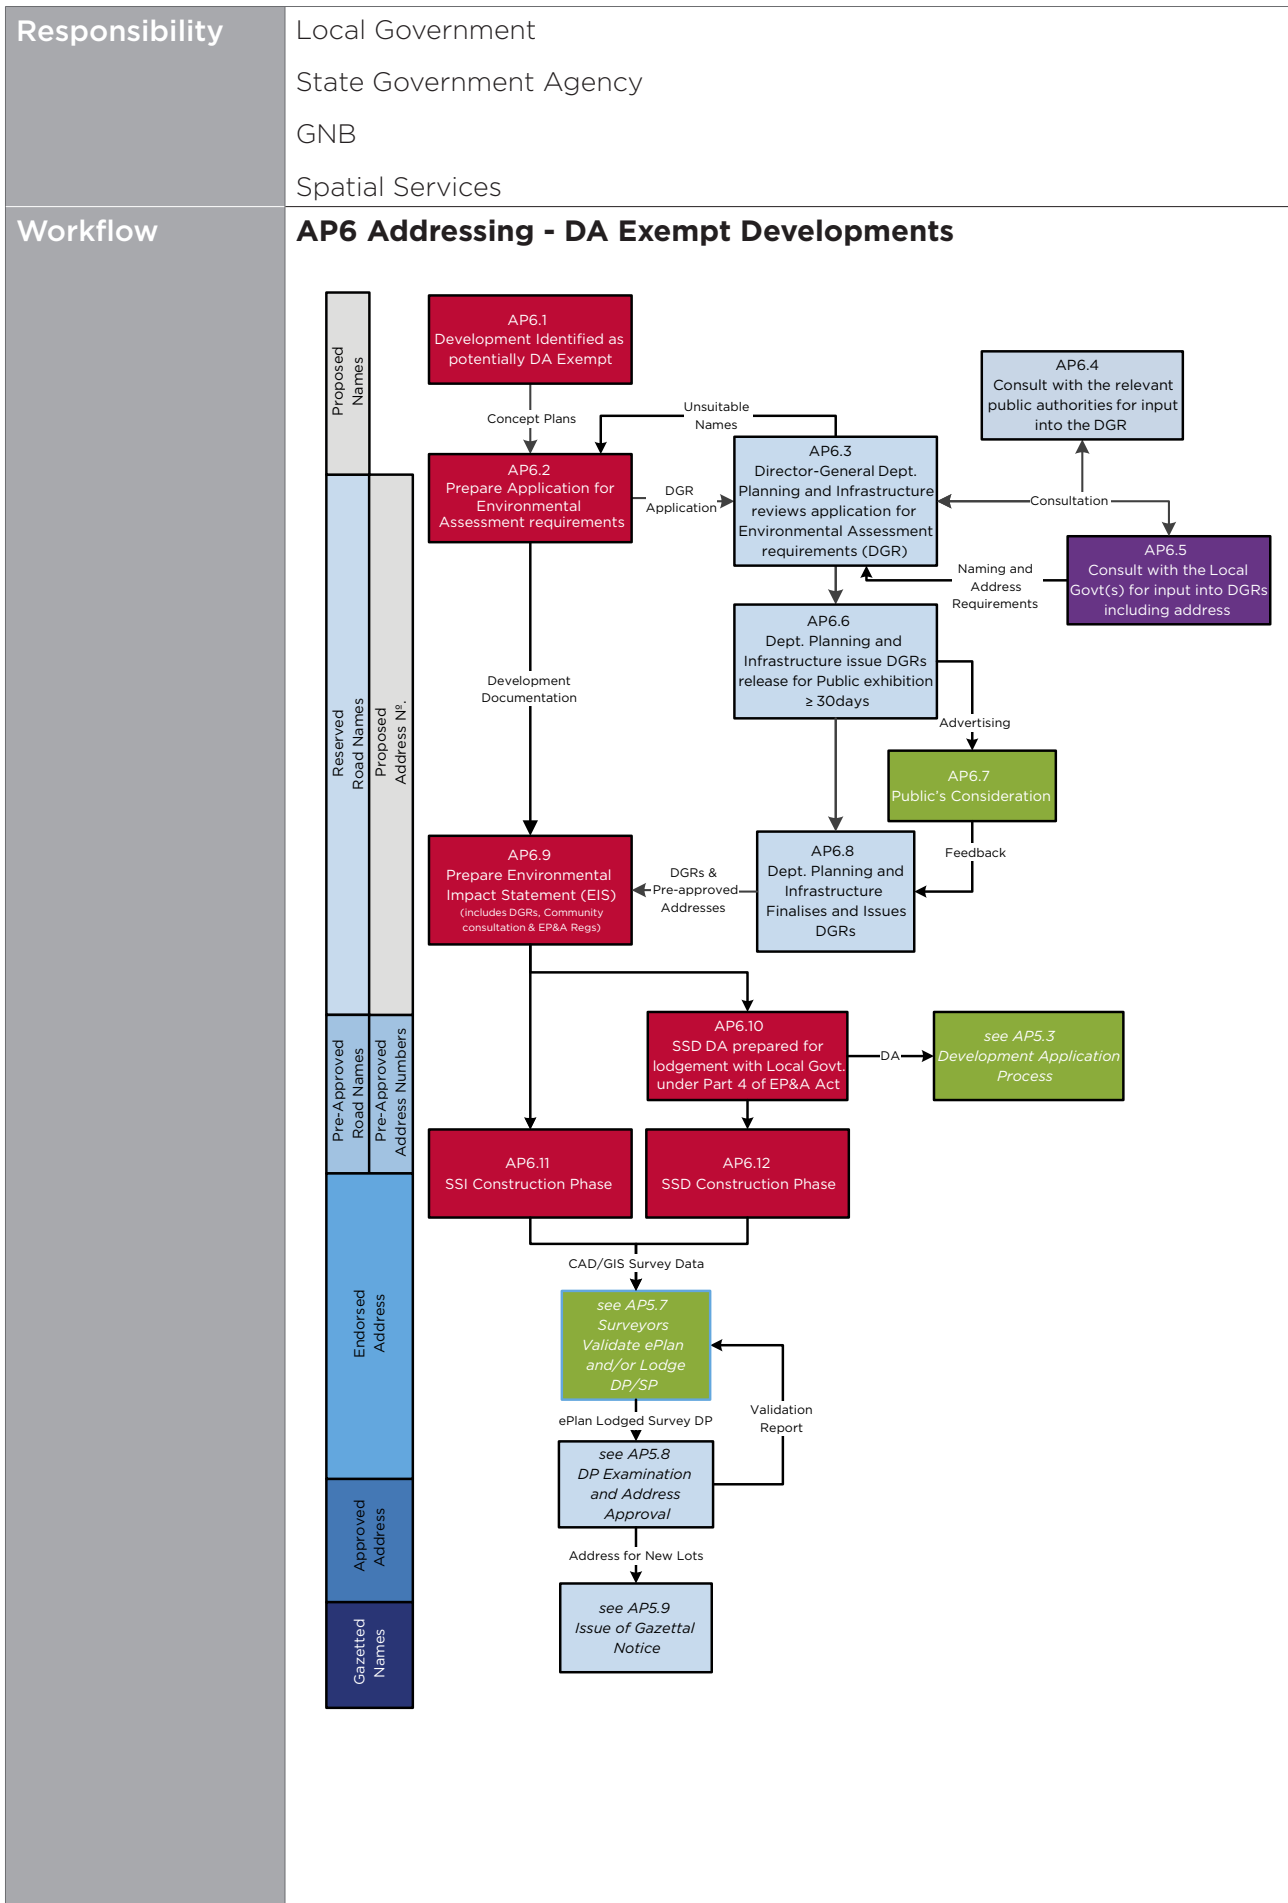 Responsibility
Local Government
State Government Agency
GNB
Spatial Services
Workflow
AP6 Addressing - DA Exempt Developments
Proposed
Names
Reserved
Road Names
Proposed
Address Nº.
Pre-Approved
Road Names
Pre-Approved
Address Numbers
Endorsed
Address
Approved
Address
Gazetted
Names
AP6.1
Development Identified as
potentially DA Exempt
Concept Plans
Unsuitable
Names
AP6.2
Prepare Application for
Environmental
Assessment requirements
DGR
Application
AP6.3
Director-General Dept.
Planning and Infrastructure
reviews application for
Environmental Assessment
requirements (DGR)
AP6.4
Consult with the relevant
public authorities for input
into the DGR
Consultation
AP6.5
Consult with the Local
Govt(s) for input into DGRs
including address
Naming and
Address
Requirements
AP6.6
Dept. Planning and
Infrastructure issue DGRs
release for Public exhibition
≥ 30days
Development
Documentation
Advertising
AP6.7
Public's Consideration
Feedback
AP6.8
Dept. Planning and
Infrastructure
Finalises and Issues
DGRs
DGRs &
Pre-approved
Addresses
AP6.9
Prepare Environmental
Impact Statement (EIS)
(includes DGRs, Community
consultation & EP&A Regs)
AP6.10
SSD DA prepared for
lodgement with Local Govt.
under Part 4 of EP&A Act
DA
see AP5.3
Development Application
Process
AP6.11
SSI Construction Phase
AP6.12
SSD Construction Phase
CAD/GIS Survey Data
see AP5.7
Surveyors
Validate ePlan
and/or Lodge
DP/SP
ePlan Lodged Survey DP
Validation
Report
see AP5.8
DP Examination
and Address
Approval
Address for New Lots
see AP5.9
Issue of Gazettal
Notice